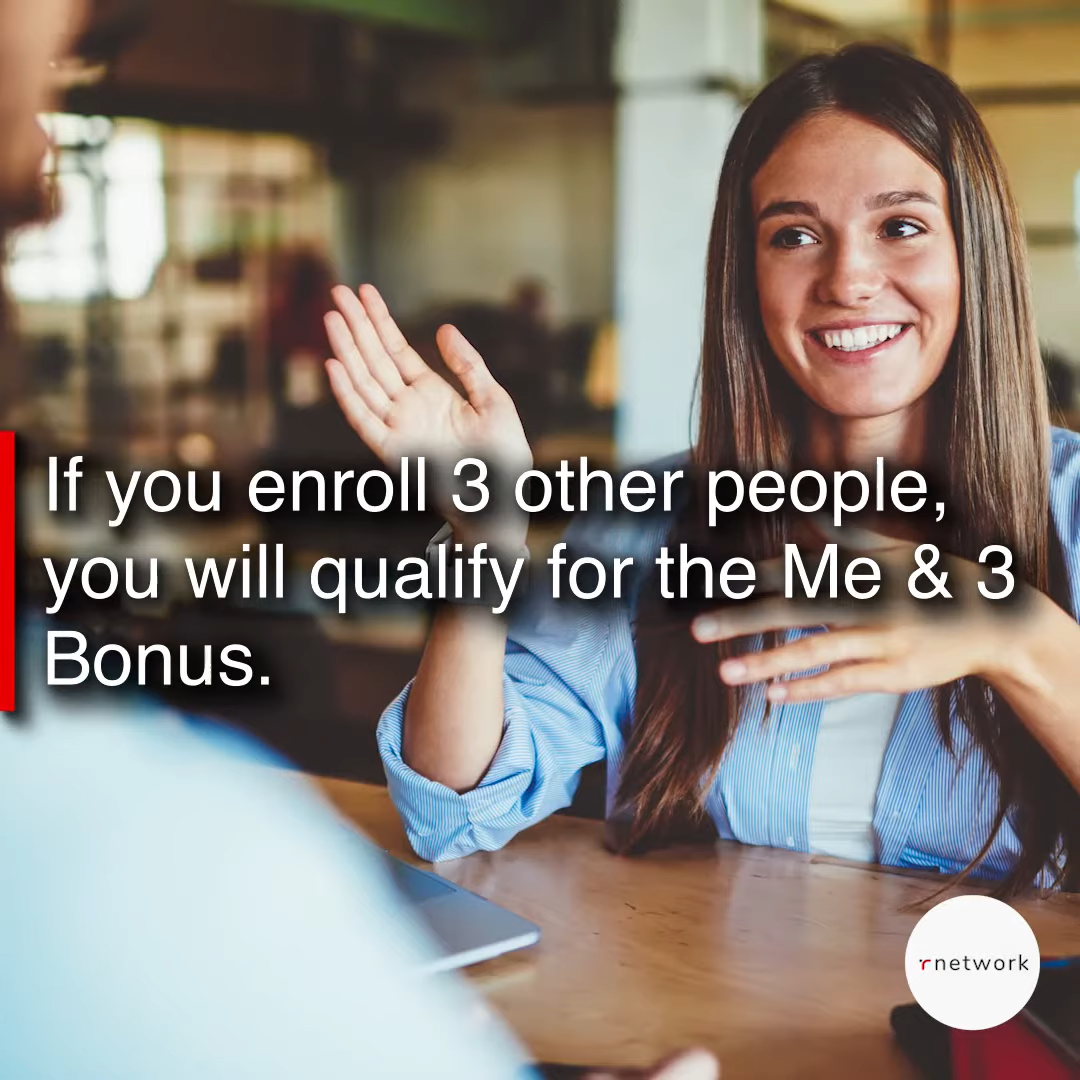 If you enroll 3 other people,
you will qualify for the Me & 3
Bonus.
rnetwork